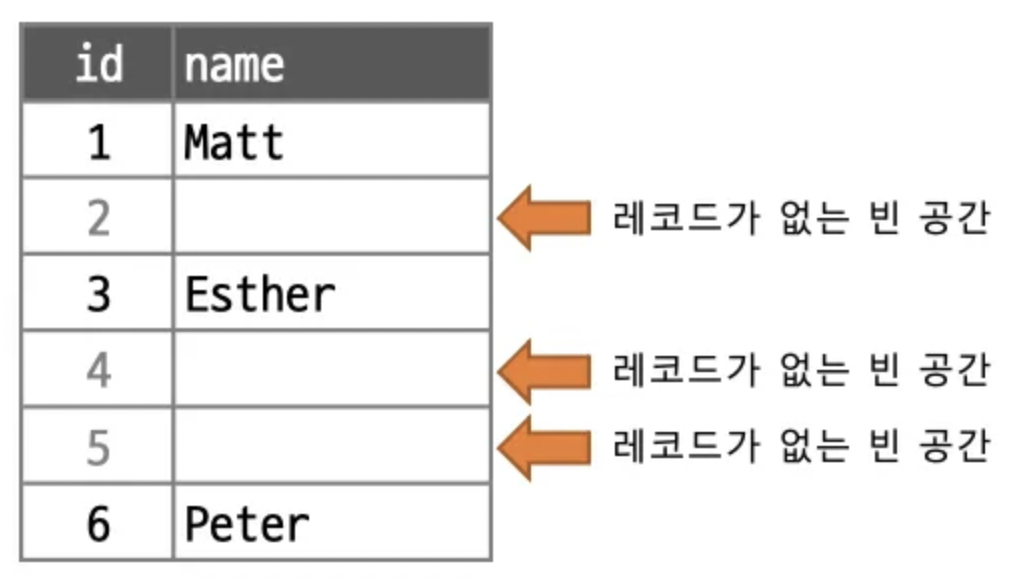 id name
1 Matt
2 레코드가 없는 빈 공간
3 Esther
4 레코드가 없는 빈 공간
5 레코드가 없는 빈 공간
6 Peter